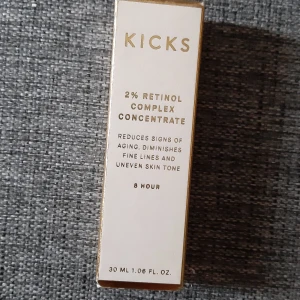 KICKS
2% RETINOL
COMPLEX
CONCENTRATE
REDUCES SIGNS OF
AGING, DIMINISHES
FINE LINES AND
UNEVEN SKIN TONE
8 HOUR
30 ML 1.06 FL. OZ.